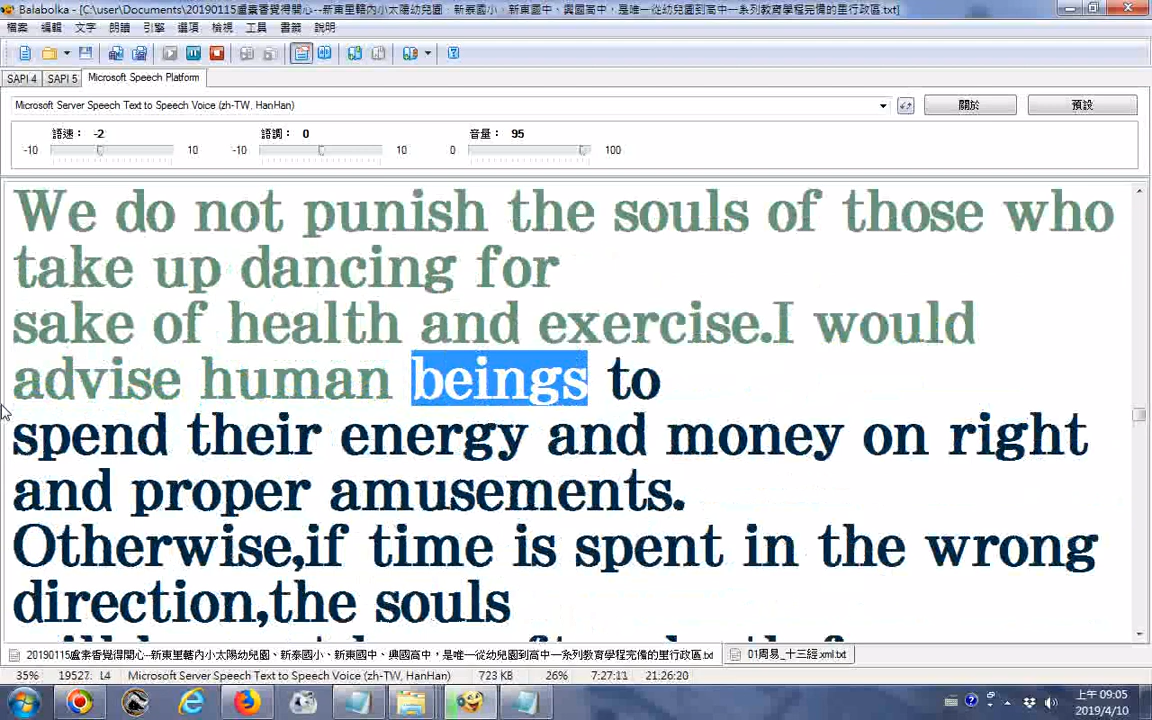 Balabolka - [C:\user\Documents\20190115盧素香覺得開心--新東里轄內小太陽幼兒園、新泰國小、新東國中、興國高中，是唯一從幼兒園到高中一系列教育學程完備的里行政區.txt]
檔案 編輯 文字 朗讀 引擎 選項 檢視 工具 書籤 說明
SAPI 4 SAPI 5 Microsoft Speech Platform
Microsoft Server Speech Text to Speech Voice (zh-TW, HanHan) 關於 預設
語速： -2 語調： 0 音量： 95
-10 10 -10 10 0 100
We do not punish the souls of those who
take up dancing for
sake of health and exercise.I would
advise human beings to
spend their energy and money on right
and proper amusements.
Otherwise,if time is spent in the wrong
direction,the souls
20190115盧素香覺得開心--新東里轄內小太陽幼兒園、新泰國小、新東國中、興國高中，是唯一從幼兒園到高中一系列教育學程完備的里行政區.txt 01周易_十三經.xml.txt
35% 19527: L4 Microsoft Server Speech Text to Speech Voice (zh-TW, HanHan) 723 KB 26% 7:27:11 21:26:20
上午 09:05
2019/4/10